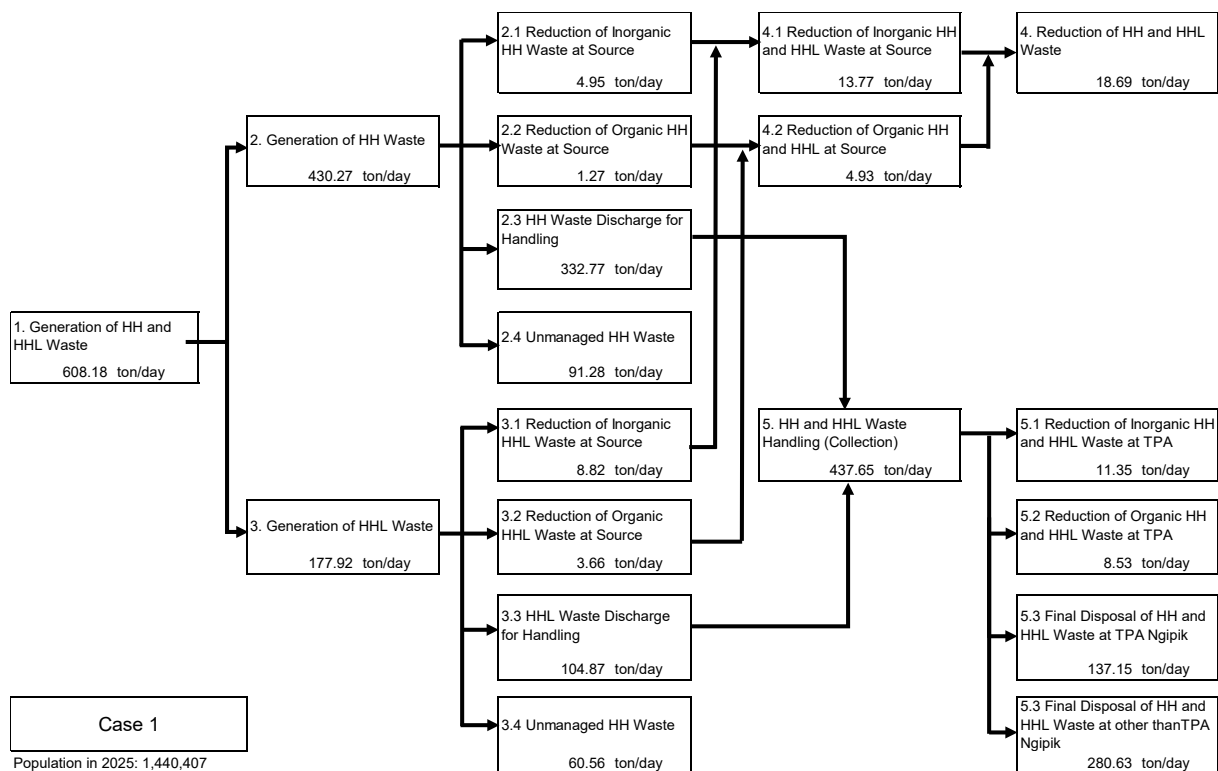 1. Generation of HH and
HHL Waste
608.18 ton/day
2. Generation of HH Waste
430.27 ton/day
3. Generation of HHL Waste
177.92 ton/day
2.1 Reduction of Inorganic
HH Waste at Source
4.95 ton/day
2.2 Reduction of Organic HH
Waste at Source
1.27 ton/day
2.3 HH Waste Discharge for
Handling
332.77 ton/day
2.4 Unmanaged HH Waste
91.28 ton/day
3.1 Reduction of Inorganic
HHL Waste at Source
8.82 ton/day
3.2 Reduction of Organic
HHL Waste at Source
3.66 ton/day
3.3 HHL Waste Discharge
for Handling
104.87 ton/day
3.4 Unmanaged HH Waste
60.56 ton/day
4.1 Reduction of Inorganic HH
and HHL Waste at Source
13.77 ton/day
4.2 Reduction of Organic HH
and HHL at Source
4.93 ton/day
5. HH and HHL Waste
Handling (Collection)
437.65 ton/day
4. Reduction of HH and HHL
Waste
18.69 ton/day
5.1 Reduction of Inorganic HH
and HHL Waste at TPA
11.35 ton/day
5.2 Reduction of Organic HH
and HHL Waste at TPA
8.53 ton/day
5.3 Final Disposal of HH and
HHL Waste at TPA Ngipik
137.15 ton/day
5.3 Final Disposal of HH and
HHL Waste at other thanTPA
Ngipik
280.63 ton/day
Case 1
Population in 2025: 1,440,407